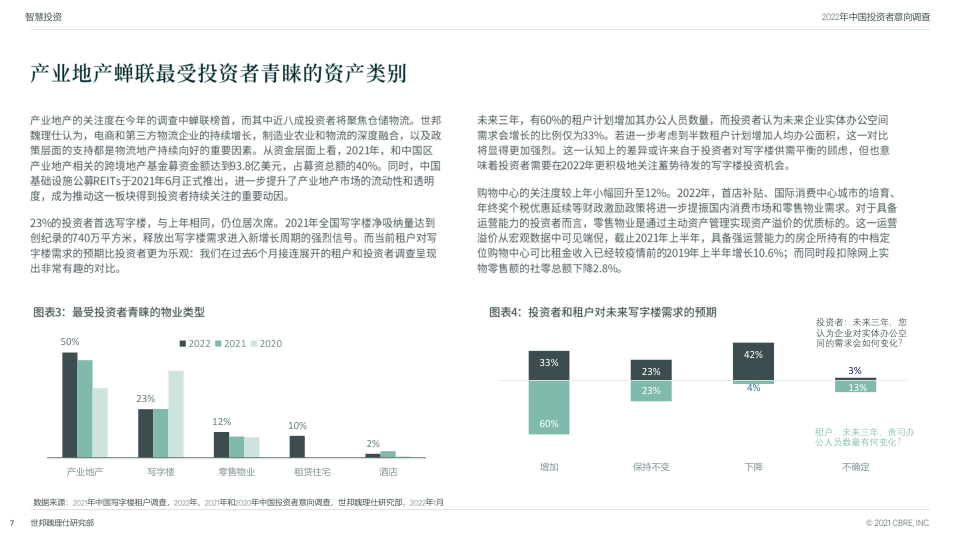 智慧投资
2022年中国投资者意向调查
产业地产蝉联最受投资者青睐的资产类别
产业地产的关注度在今年的调查中蝉联榜首，而其中近八成投资者将聚焦仓储物流。世邦
魏理仕认为，电商和第三方物流企业的持续增长，制造业农业和物流的深度融合，以及政
策层面的支持都是物流地产持续向好的重要因素。从资金层面上看，2021年，和中国区
产业地产相关的跨境地产基金募资金额达到93.8亿美元，占募资总额的40%。同时，中国
基础设施公募REITs于2021年6月正式推出，进一步提升了产业地产市场的流动性和透明
度，成为推动这一板块得到投资者持续关注的重要动因。
23%的投资者首选写字楼，与上年相同，仍位居次席。2021年全国写字楼净吸纳量达到
创纪录的740万平方米，释放出写字楼需求进入新增长周期的强烈信号。而当前租户对写
字楼需求的预期比投资者更为乐观：我们在过去6个月接连展开的租户和投资者调查呈现
出非常有趣的对比。
未来三年，有60%的租户计划增加其办公人员数量，而投资者认为未来企业实体办公空间
需求会增长的比例仅为33%。若进一步考虑到半数租户计划增加人均办公面积，这一对比
将显得更加强烈。这一认知上的差异或许来自于投资者对写字楼供需平衡的顾虑，但也意
味着投资者需要在2022年更积极地关注蓄势待发的写字楼投资机会。
购物中心的关注度较上年小幅回升至12%。2022年，首店补贴、国际消费中心城市的培育、
年终奖个税优惠延续等财政激励政策将进一步提振国内消费市场和零售物业需求。对于具备
运营能力的投资者而言，零售物业是通过主动资产管理实现资产溢价的优质标的。这一运营
溢价从宏观数据中可见端倪，截止2021年上半年，具备强运营能力的房企所持有的中档定
位购物中心可比租金收入已经较疫情前的2019年上半年增长10.6%；而同时段扣除网上实
物零售额的社零总额下降2.8%。
图表3：最受投资者青睐的物业类型
2022 2021 2020
50%
23%
12%
10%
2%
产业地产 写字楼 零售物业 租赁住宅 酒店
图表4：投资者和租户对未来写字楼需求的预期
投资者：未来三年，您
认为企业对实体办公空
间的需求会如何变化？
33% 23% 42% 3%
60% 23% 4% 13%
租户：未来三年，贵司办
公人员数量有何变化？
增加 保持不变 下降 不确定
数据来源：2021年中国写字楼租户调查，2022年、2021年和2020年中国投资者意向调查，世邦魏理仕研究部，2022年1月
7 世邦魏理仕研究部
© 2021 CBRE, INC.